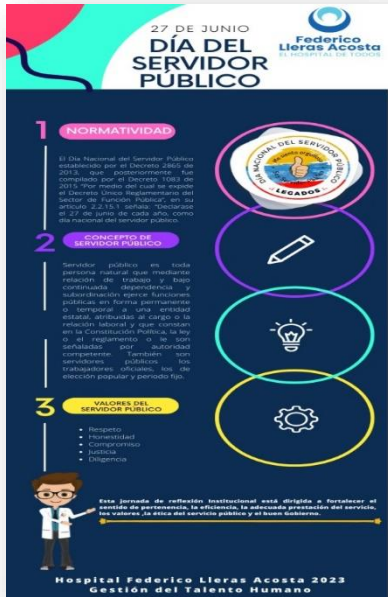 27 DE JUNIO
DÍA DEL
SERVIDOR
PÚBLICO
Federico
Lleras Acosta
EL HOSPITAL DE TODOS
1 NORMATIVIDAD
El Día Nacional del Servidor Público
establecido por el Decreto 2865 de
2013, que posteriormente fue
compilado por el Decreto 1083 de
2015 "Por medio del cual se expide
el Decreto Único Reglamentario del
Sector de Función Pública", en su
artículo 2.2.15.1 señala: "Declárase
el 27 de junio de cada año, como
día nacional del servidor público.
DÍA NACIONAL DEL SERVIDOR PÚBLICO
LEGADOS
2 CONCEPTO DE
SERVIDOR PÚBLICO
Servidor público es toda
persona natural que mediante
relación de trabajo y bajo
continuada dependencia y
subordinación ejerce funciones
públicas en forma permanente
o temporal a una entidad
estatal, atribuidas al cargo o la
relación laboral y que constan
en la Constitución Política, la ley
o el reglamento o le son
señaladas por autoridad
competente. También son
servidores públicos los
trabajadores oficiales, los de
elección popular y periodo fijo.
3 VALORES DEL
SERVIDOR PÚBLICO
• Respeto
• Honestidad
• Compromiso
• Justicia
• Diligencia
Esta jornada de reflexión Institucional está dirigida a fortalecer el
sentido de pertenencia, la eficiencia, la adecuada prestación del servicio,
los valores ,la ética del servicio público y el buen Gobierno.
Hospital Federico Lleras Acosta 2023
Gestión del Talento Humano